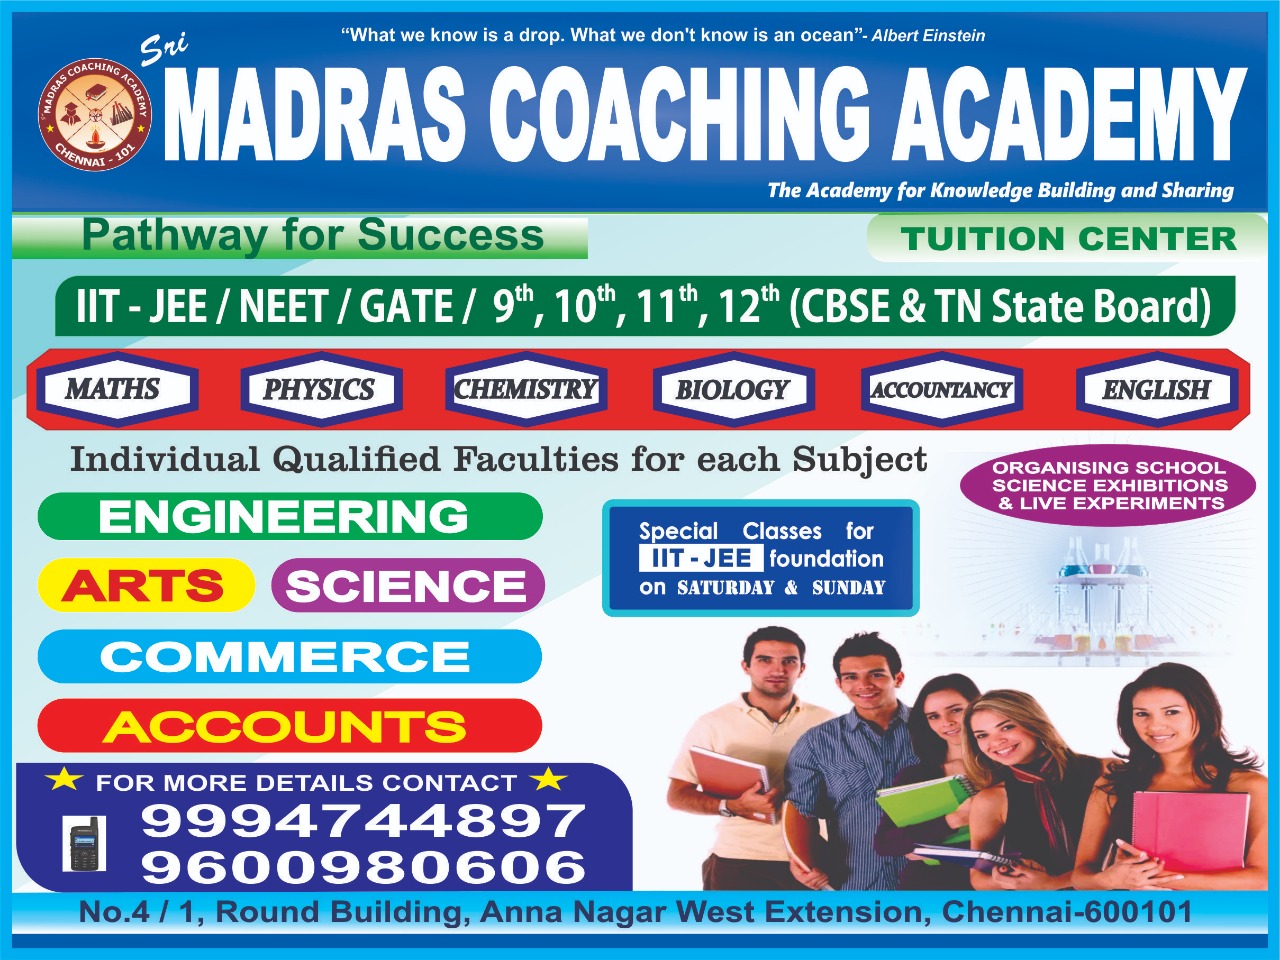 “What we know is a drop. What we don't know is an ocean”- Albert Einstein
Sri
MADRAS COACHING ACADEMY
MADRAS COACHING ACADEMY
CHENNAI - 101
The Academy for Knowledge Building and Sharing
Pathway for Success
TUITION CENTER
IIT - JEE / NEET / GATE / 9th, 10th, 11th, 12th (CBSE & TN State Board)
MATHS
PHYSICS
CHEMISTRY
BIOLOGY
ACCOUNTANCY
ENGLISH
Individual Qualified Faculties for each Subject
ORGANISING SCHOOL
SCIENCE EXHIBITIONS
& LIVE EXPERIMENTS
ENGINEERING
ARTS
SCIENCE
COMMERCE
ACCOUNTS
Special Classes for
IIT - JEE foundation
on SATURDAY & SUNDAY
FOR MORE DETAILS CONTACT
9994744897
9600980606
No.4 / 1, Round Building, Anna Nagar West Extension, Chennai-600101